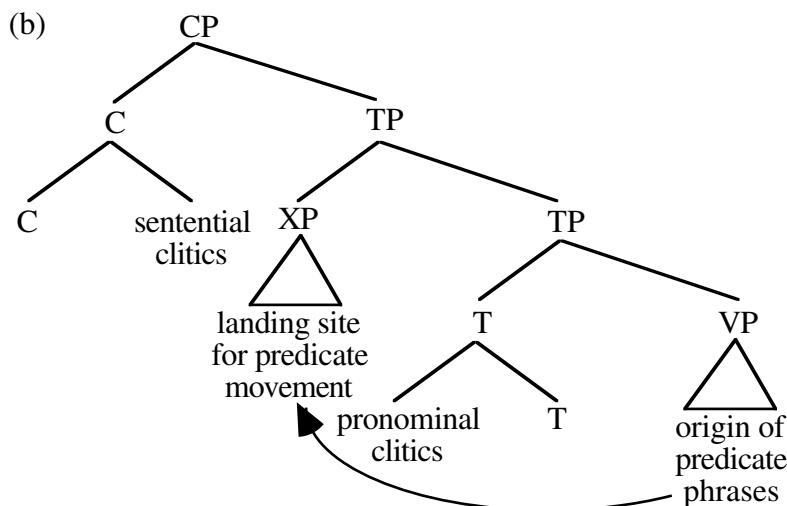 (b)
CP
C TP
C sentential clitics XP TP
landing site for predicate movement T VP
pronominal clitics T origin of predicate phrases